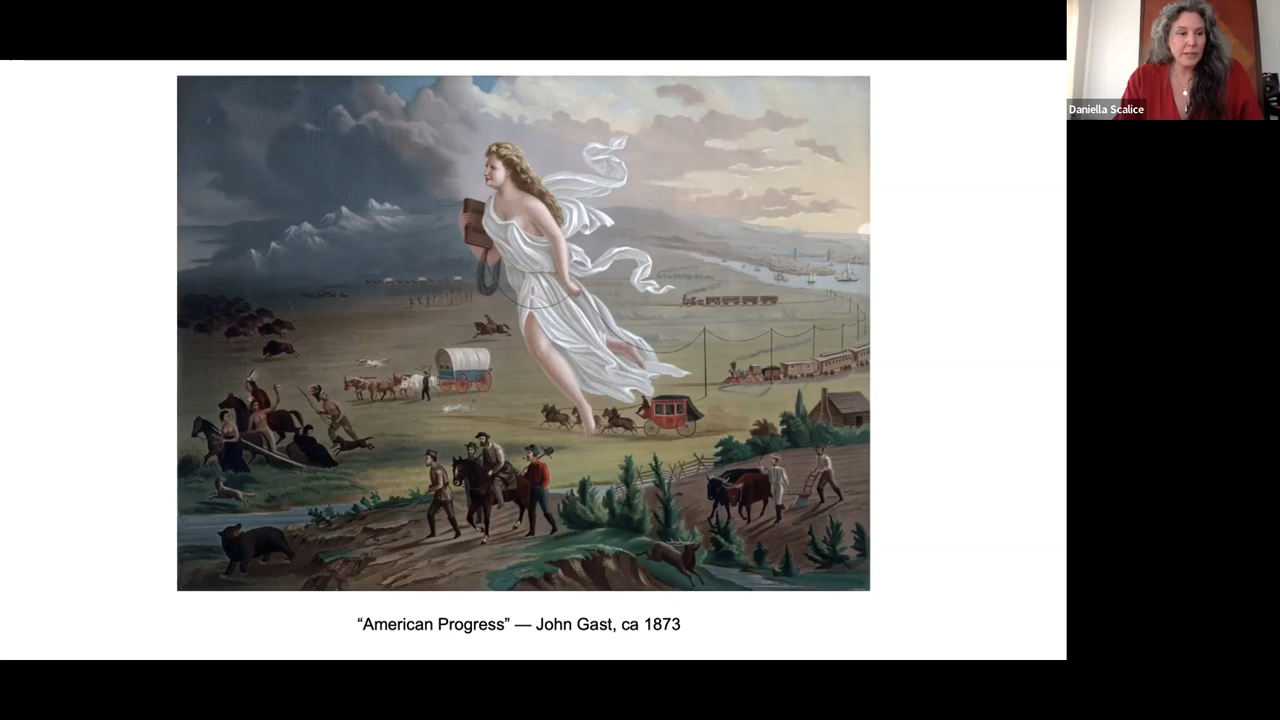 Daniella Scalice
“American Progress” — John Gast, ca 1873